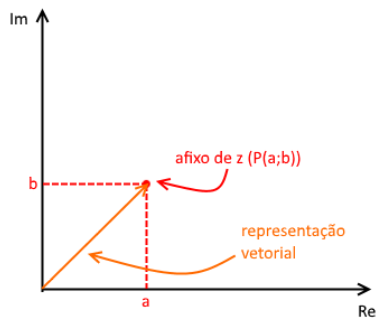 Im
afixo de z (P(a;b))
b
representação
vetorial
a
Re